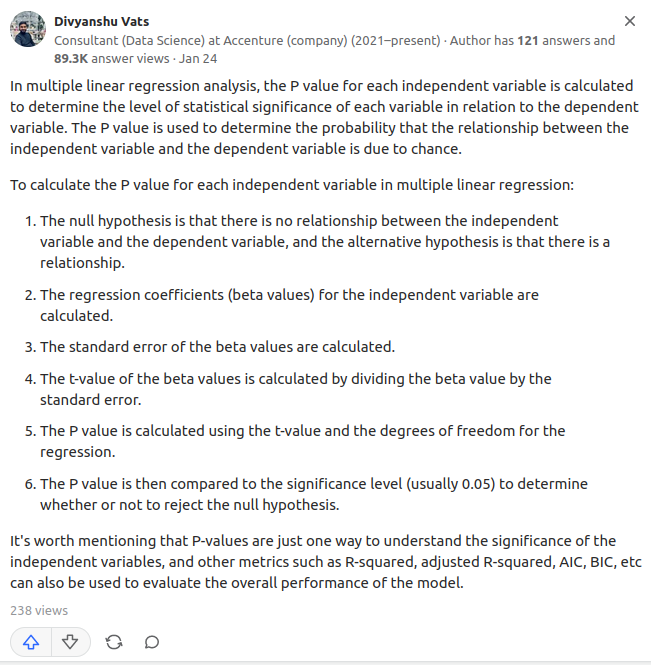 Divyanshu Vats
Consultant (Data Science) at Accenture (company) (2021–present) · Author has 121 answers and
89.3K answer views · Jan 24
In multiple linear regression analysis, the P value for each independent variable is calculated
to determine the level of statistical significance of each variable in relation to the dependent
variable. The P value is used to determine the probability that the relationship between the
independent variable and the dependent variable is due to chance.
To calculate the P value for each independent variable in multiple linear regression:
1. The null hypothesis is that there is no relationship between the independent
variable and the dependent variable, and the alternative hypothesis is that there is a
relationship.
2. The regression coefficients (beta values) for the independent variable are
calculated.
3. The standard error of the beta values are calculated.
4. The t-value of the beta values is calculated by dividing the beta value by the
standard error.
5. The P value is calculated using the t-value and the degrees of freedom for the
regression.
6. The P value is then compared to the significance level (usually 0.05) to determine
whether or not to reject the null hypothesis.
It's worth mentioning that P-values are just one way to understand the significance of the
independent variables, and other metrics such as R-squared, adjusted R-squared, AIC, BIC, etc
can also be used to evaluate the overall performance of the model.
238 views